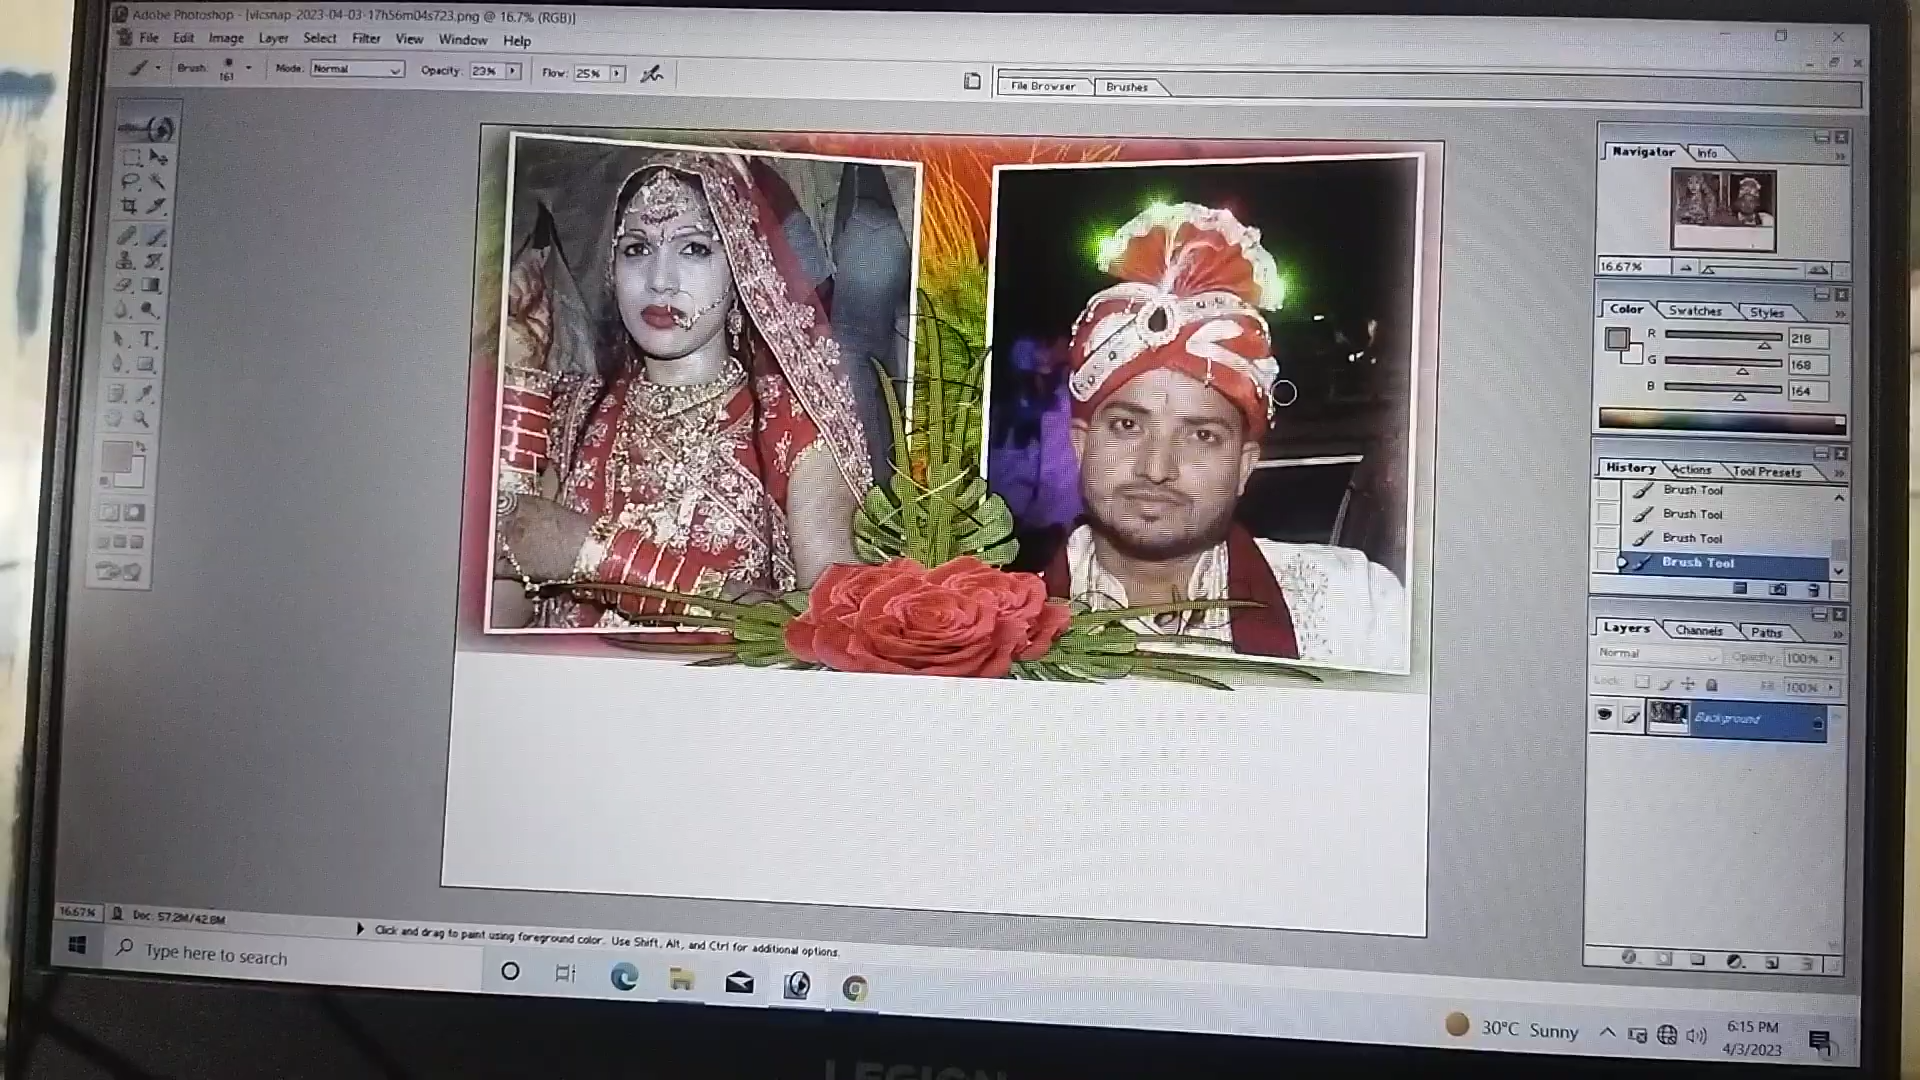 Adobe Photoshop - [vlcsnap-2023-04-03-17h56m04s723.png @ 16.7% (RGB)]
File Edit Image Layer Select Filter View Window Help
Brush: 161 Mode: Normal Opacity: 23% Flow: 25%
File Browser Brushes
Navigator Info
16.67%
Color Swatches Styles
R 218
G 168
B 164
History Actions Tool Presets
Brush Tool
Brush Tool
Brush Tool
Brush Tool
Layers Channels Paths
Normal Opacity: 100%
Lock: Fill: 100%
Background
16.67% Doc: 57.2M/42.8M
Click and drag to paint using foreground color. Use Shift, Alt, and Ctrl for additional options.
Type here to search
30°C Sunny
6:15 PM
4/3/2023
LEGION